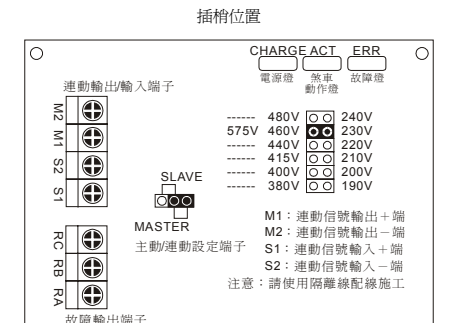 插梢位置
CHARGE ACT ERR
電源燈 煞車動作燈 故障燈
連動輸出/輸入端子
M2
M1
S2
S1
------ 480V 240V
575V 460V 230V
------ 440V 220V
------ 415V 210V
------ 400V 200V
------ 380V 190V
SLAVE
MASTER
主動/連動設定端子
M1：連動信號輸出＋端
M2：連動信號輸出－端
S1：連動信號輸入＋端
S2：連動信號輸入－端
注意：請使用隔離線配線施工
RC
RB
RA
故障輸出端子